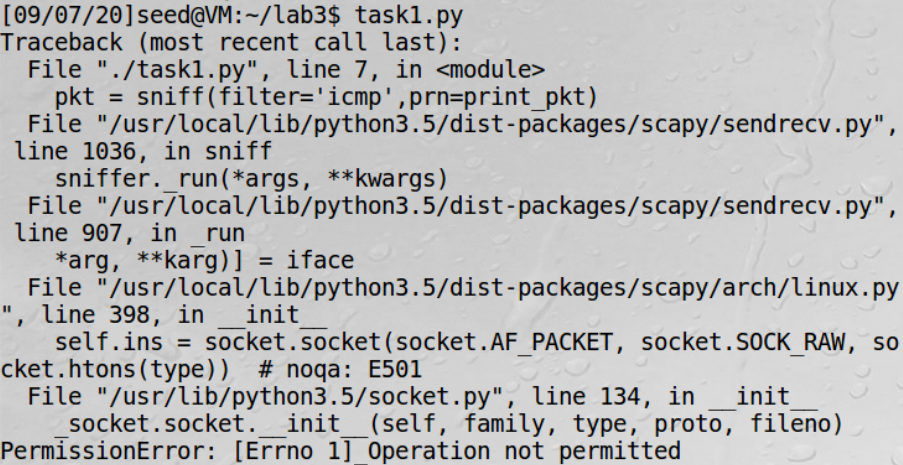 [09/07/20]seed@VM:~/lab3$ task1.py
Traceback (most recent call last):
  File "./task1.py", line 7, in <module>
    pkt = sniff(filter='icmp',prn=print_pkt)
  File "/usr/local/lib/python3.5/dist-packages/scapy/sendrecv.py",
 line 1036, in sniff
    sniffer._run(*args, **kwargs)
  File "/usr/local/lib/python3.5/dist-packages/scapy/sendrecv.py",
 line 907, in _run
    *arg, **karg)] = iface
  File "/usr/local/lib/python3.5/dist-packages/scapy/arch/linux.py
", line 398, in __init__
    self.ins = socket.socket(socket.AF_PACKET, socket.SOCK_RAW, so
cket.htons(type))  # noqa: E501
  File "/usr/lib/python3.5/socket.py", line 134, in __init__
    _socket.socket.__init__(self, family, type, proto, fileno)
PermissionError: [Errno 1] Operation not permitted